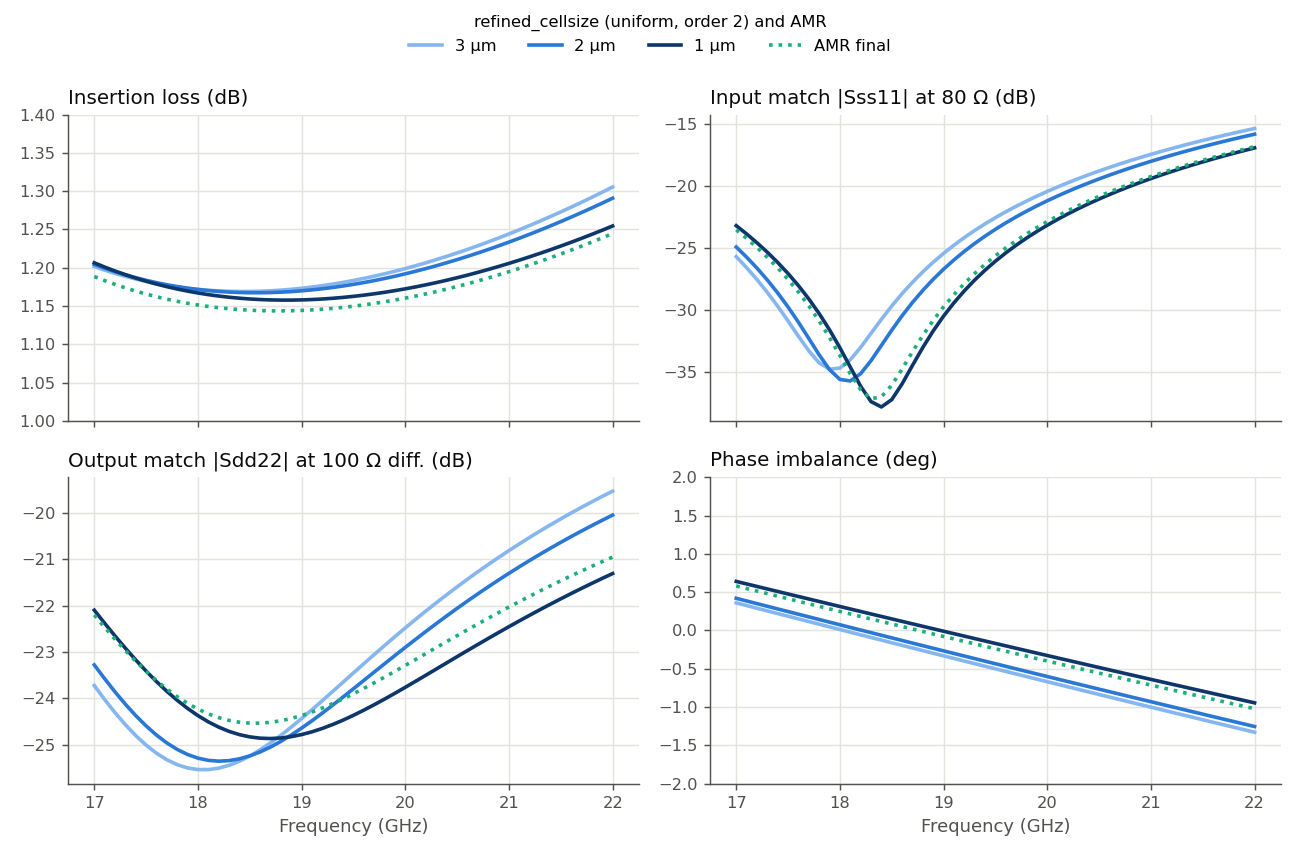 refined_cellsize (uniform, order 2) and AMR
3 µm 2 µm 1 µm AMR final
Insertion loss (dB)
1.40
1.35
1.30
1.25
1.20
1.15
1.10
1.05
1.00
Input match |Sss11| at 80 Ω (dB)
−15
−20
−25
−30
−35
Output match |Sdd22| at 100 Ω diff. (dB)
−20
−21
−22
−23
−24
−25
17 18 19 20 21 22
Frequency (GHz)
Phase imbalance (deg)
2.0
1.5
1.0
0.5
0.0
−0.5
−1.0
−1.5
−2.0
17 18 19 20 21 22
Frequency (GHz)